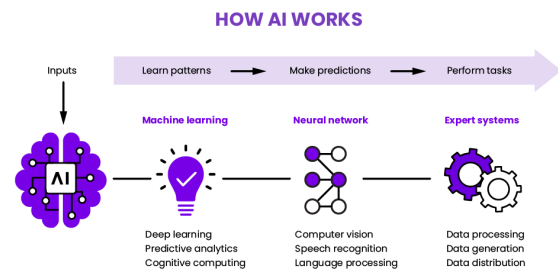 HOW AI WORKS
Inputs
Learn patterns
Make predictions
Perform tasks
Machine learning
Neural network
Expert systems
AI
Deep learning
Predictive analytics
Cognitive computing
Computer vision
Speech recognition
Language processing
Data processing
Data generation
Data distribution